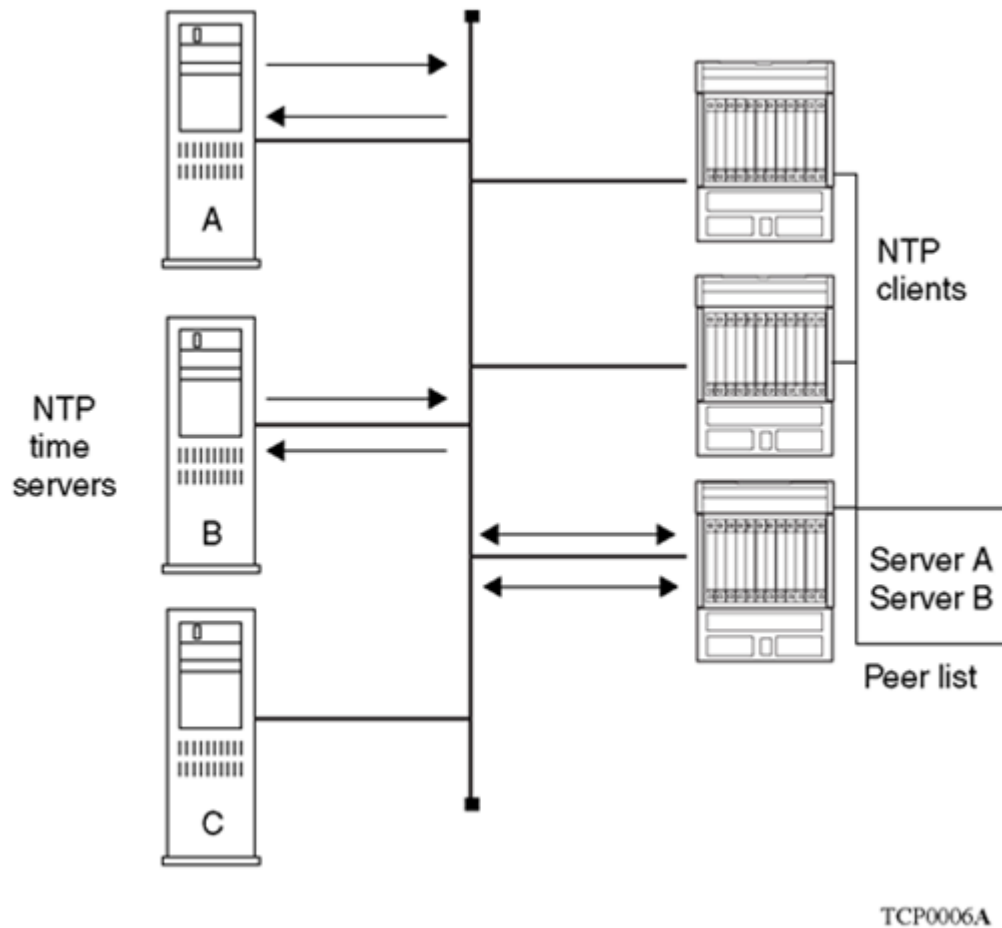 A
NTP
clients
NTP
time
servers
B
Server A
Server B
Peer list
C
TCP0006A